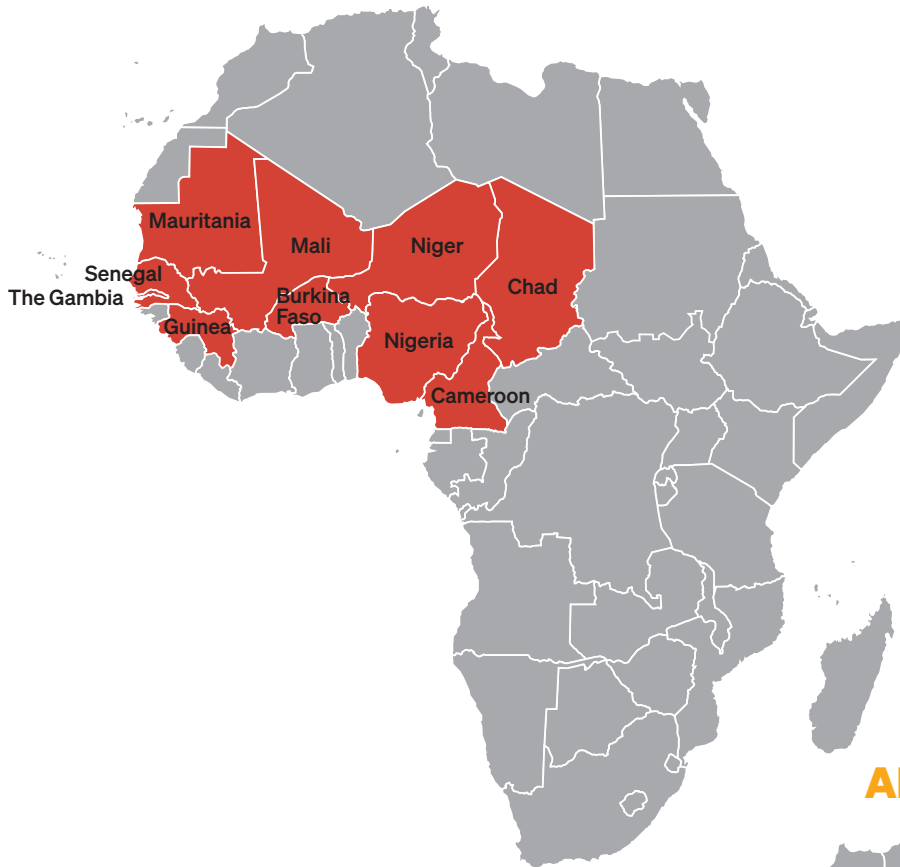 Mauritania
Mali
Niger
Chad
Senegal
The Gambia
Burkina
Faso
Guinea
Nigeria
Cameroon